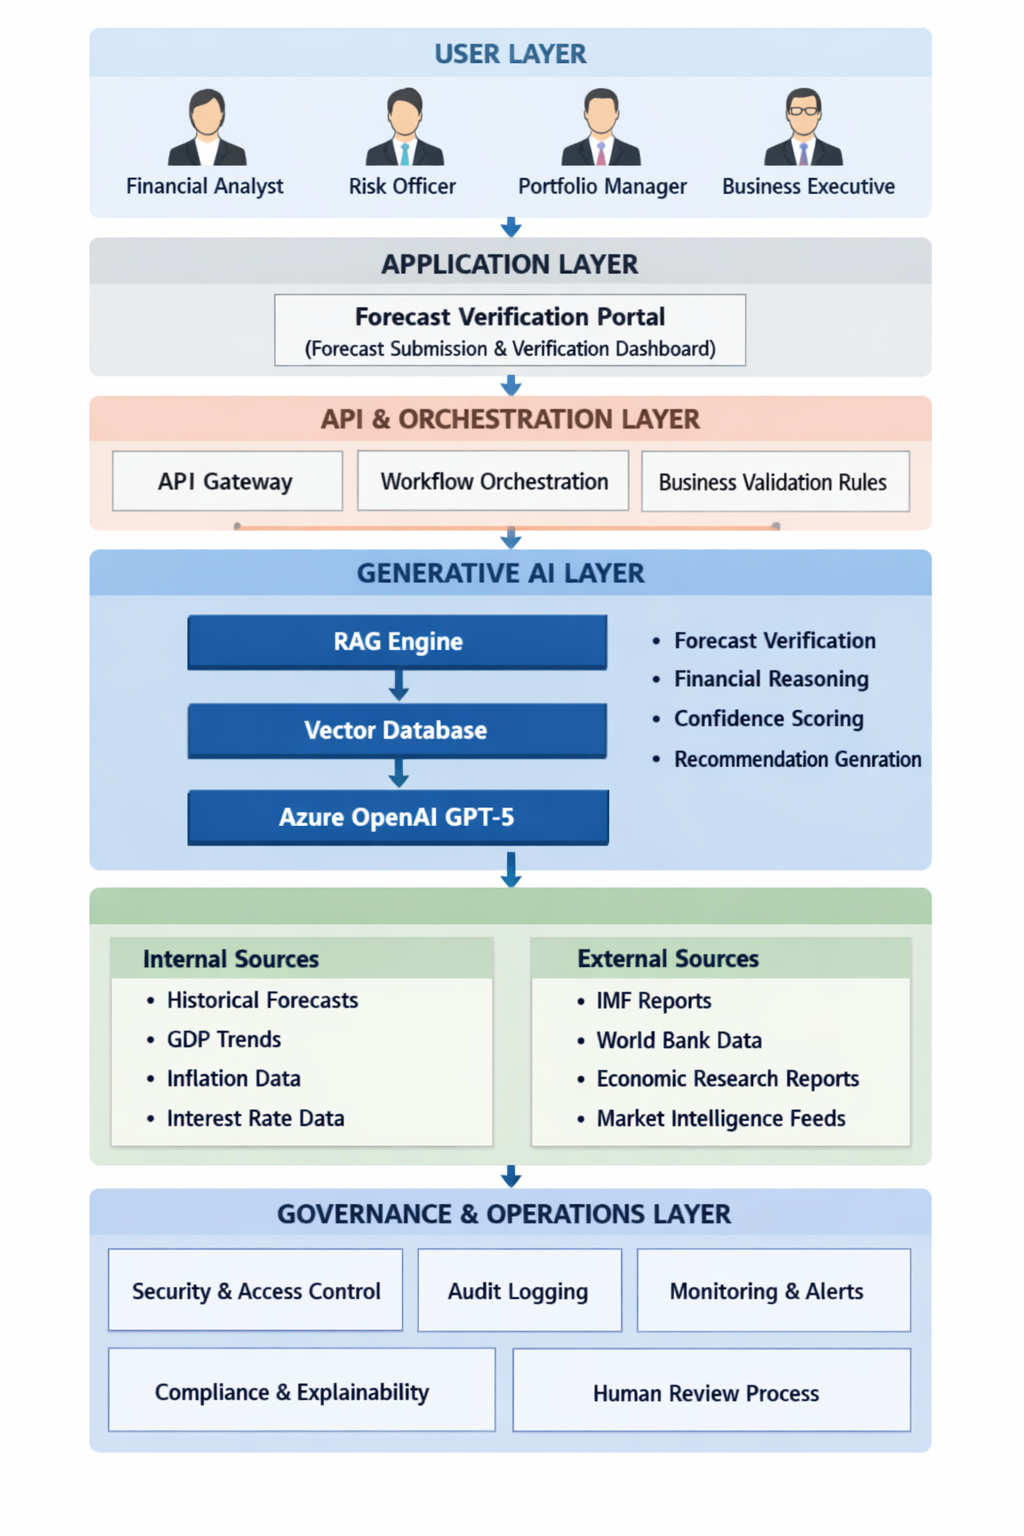 USER LAYER
Financial Analyst
Risk Officer
Portfolio Manager
Business Executive
APPLICATION LAYER
Forecast Verification Portal
(Forecast Submission & Verification Dashboard)
API & ORCHESTRATION LAYER
API Gateway
Workflow Orchestration
Business Validation Rules
GENERATIVE AI LAYER
RAG Engine
Vector Database
Azure OpenAI GPT-5
• Forecast Verification
• Financial Reasoning
• Confidence Scoring
• Recommendation Genration
Internal Sources
• Historical Forecasts
• GDP Trends
• Inflation Data
• Interest Rate Data
External Sources
• IMF Reports
• World Bank Data
• Economic Research Reports
• Market Intelligence Feeds
GOVERNANCE & OPERATIONS LAYER
Security & Access Control
Audit Logging
Monitoring & Alerts
Compliance & Explainability
Human Review Process